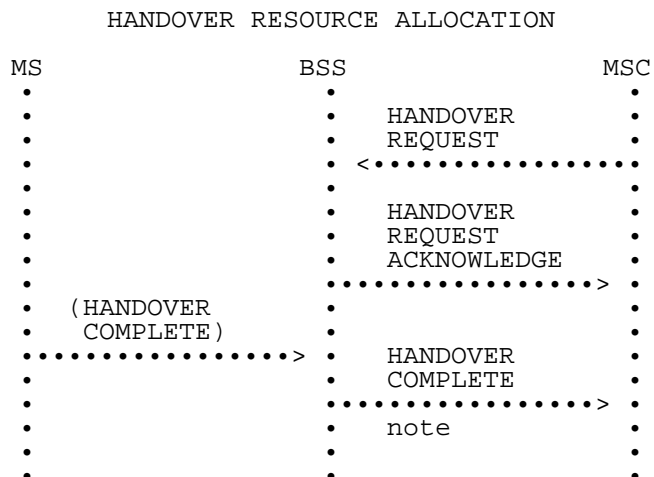 HANDOVER RESOURCE ALLOCATION
MS BSS MSC
HANDOVER
REQUEST
HANDOVER
REQUEST
ACKNOWLEDGE
(HANDOVER
COMPLETE)
HANDOVER
COMPLETE
note